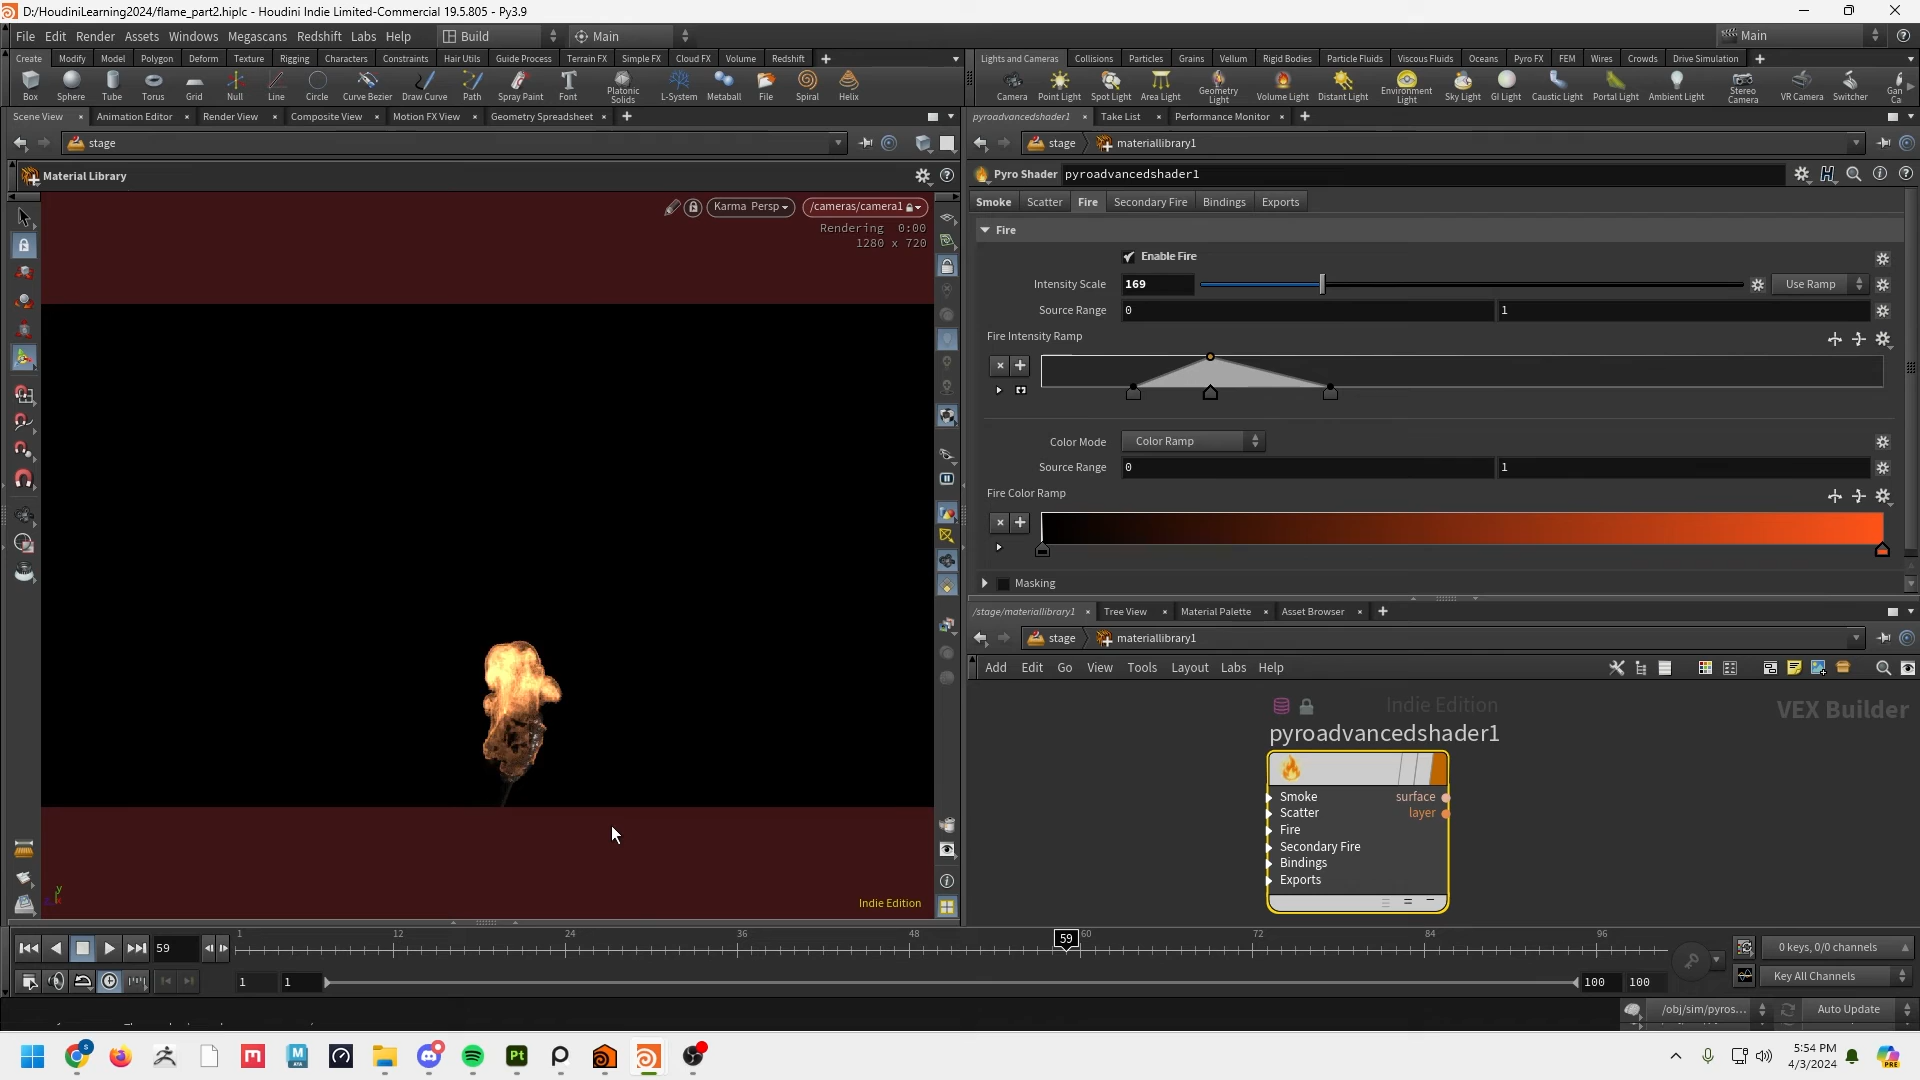 D:/HoudiniLearning2024/flame_part2.hiplc - Houdini Indie Limited-Commercial 19.5.805 - Py3.9
File Edit Render Assets Windows Megascans Redshift Labs Help Build Main Main
Create Modify Model Polygon Deform Texture Rigging Characters Constraints Hair Utils Guide Process Terrain FX Simple FX Cloud FX Volume Redshift
Lights and Cameras Collisions Particles Grains Vellum Rigid Bodies Particle Fluids Viscous Fluids Oceans Pyro FX FEM Wires Crowds Drive Simulation
Box Sphere Tube Torus Grid Null Line Circle Curve Bezier Draw Curve Path Spray Paint Font Platonic Solids L-System Metaball File Spiral Helix
Camera Point Light Spot Light Area Light Geometry Light Volume Light Distant Light Environment Light Sky Light GI Light Caustic Light Portal Light Ambient Light Stereo Camera VR Camera Switcher Gan Ca
Scene View Animation Editor Render View Composite View Motion FX View Geometry Spreadsheet
pyroadvancedshader1 Take List Performance Monitor
stage
stage materiallibrary1
Material Library
Pyro Shader pyroadvancedshader1
Smoke Scatter Fire Secondary Fire Bindings Exports
Karma Persp /cameras/camera1
Rendering 0:00
1280 x 720
Fire
Enable Fire
Intensity Scale 169 Use Ramp
Source Range 0 1
Fire Intensity Ramp
Color Mode Color Ramp
Source Range 0 1
Fire Color Ramp
Masking
/stage/materiallibrary1 Tree View Material Palette Asset Browser
stage materiallibrary1
Add Edit Go View Tools Layout Labs Help
Indie Edition
VEX Builder
pyroadvancedshader1
Smoke surface
Scatter layer
Fire
Secondary Fire
Bindings
Exports
y
Indie Edition
59 1 12 24 36 48 59 60 72 84 96 0 keys, 0/0 channels
1 1 100 100 Key All Channels
/obj/sim/pyros... Auto Update
5:54 PM
4/3/2024